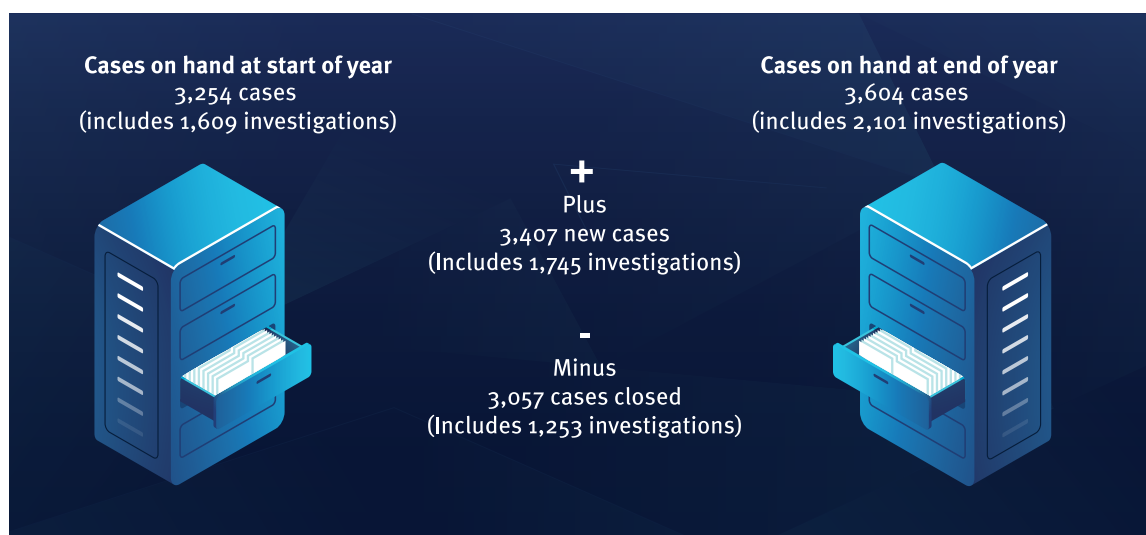 Cases on hand at start of year
3,254 cases
(includes 1,609 investigations)
+
Plus
3,407 new cases
(Includes 1,745 investigations)
-
Minus
3,057 cases closed
(Includes 1,253 investigations)
Cases on hand at end of year
3,604 cases
(includes 2,101 investigations)